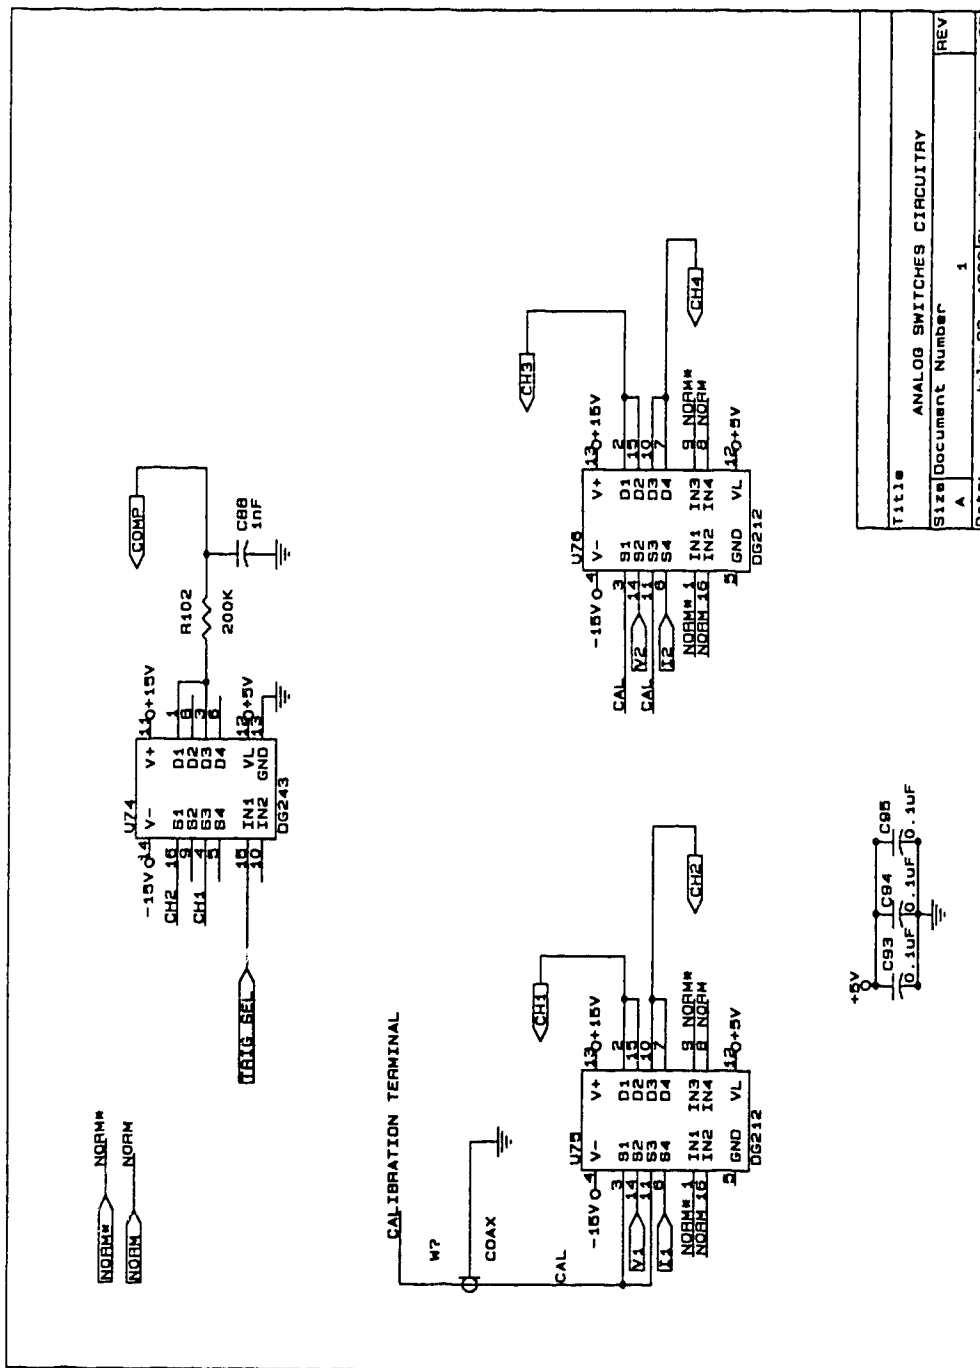 NORM* NORM*
NORM NORM
TRIG SEL
U74
-15V 14 V- V+ 11 +15V
CH2 16 S1 D1 1
9 S2 D2 8
CH1 4 S3 D3 3
5 S4 D4 6
15 IN1 VL 12 +5V
10 IN2 GND 13
DG243
R102
200K
COMP
C88
1nF
CALIBRATION TERMINAL
W?
COAX
CAL
U75
-15V 4 V- V+ 13 +15V
3 S1 D1 2
V1 14 S2 D2 15
11 S3 D3 10
I1 6 S4 D4 7
NORM* 1 IN1 IN3 9 NORM*
NORM 16 IN2 IN4 8 NORM
5 GND VL 12 +5V
DG212
CH1
CH2
U76
-15V 4 V- V+ 13 +15V
CAL 3 S1 D1 2
V2 14 S2 D2 15
CAL 11 S3 D3 10
I2 6 S4 D4 7
NORM* 1 IN1 IN3 9 NORM*
NORM 16 IN2 IN4 8 NORM
5 GND VL 12 +5V
DG212
CH3
CH4
+5V
C93 C94 C95
0.1uF 0.1uF 0.1uF
Title
ANALOG SWITCHES CIRCUITRY
Size Document Number REV
A 1